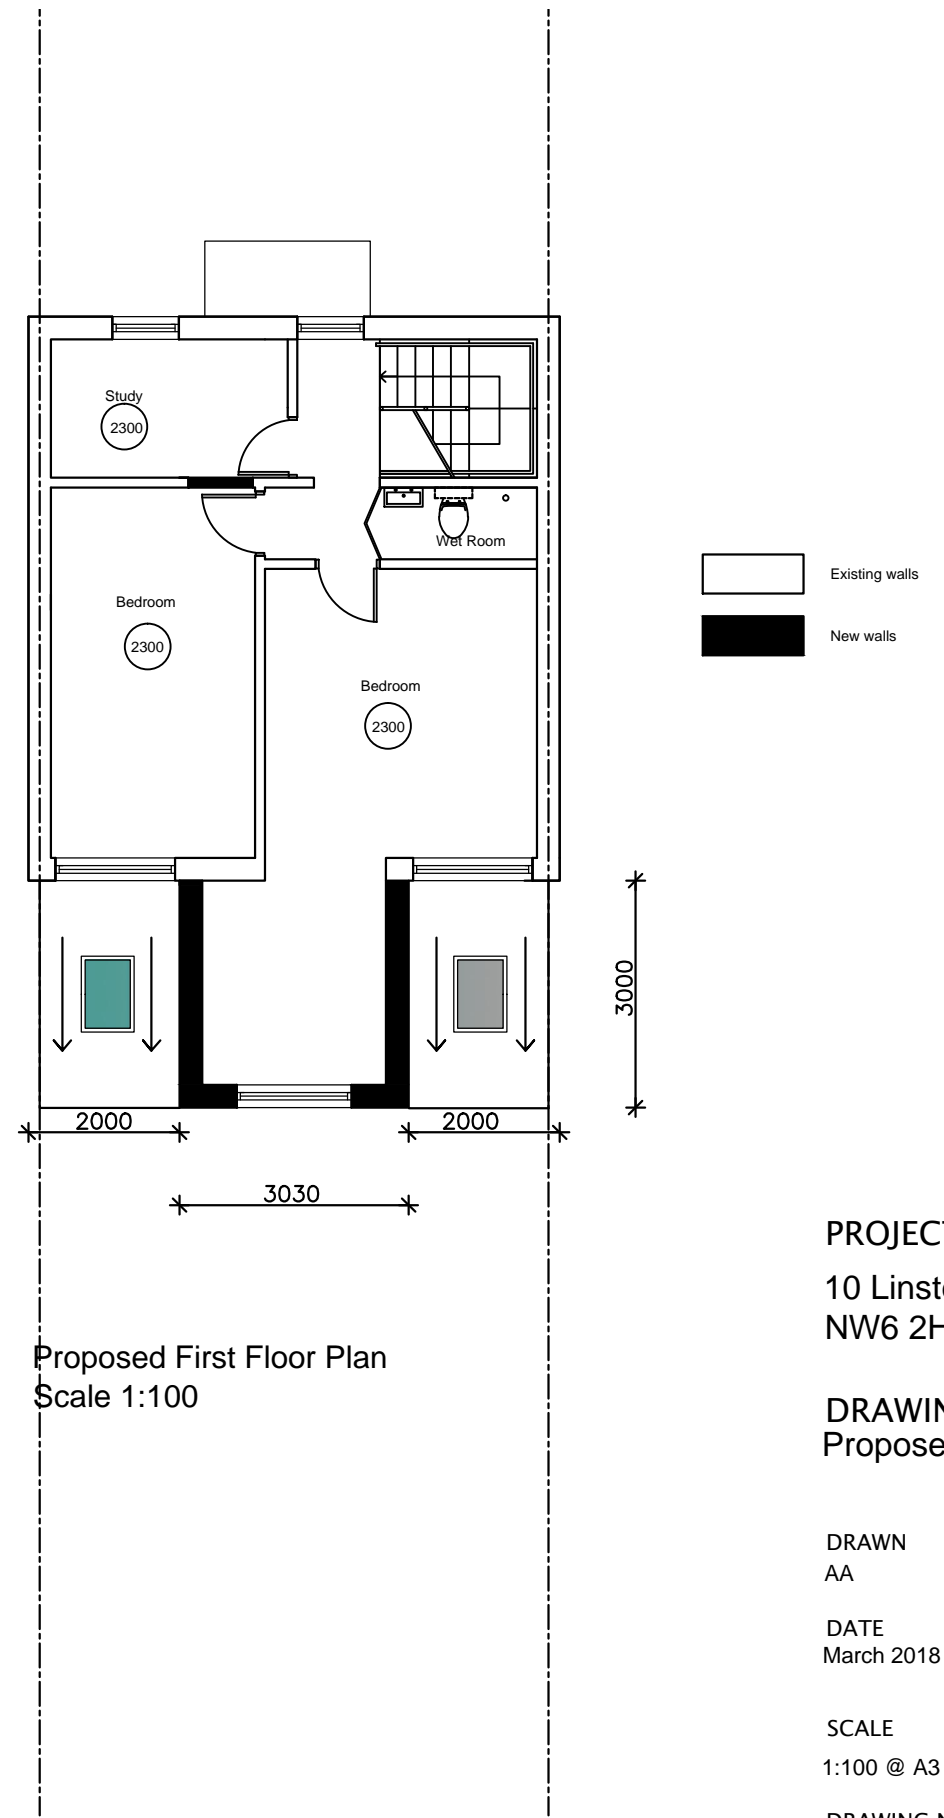 Study
2300
Wet Room
Existing walls
Bedroom
2300
New walls
Bedroom
2300
3000
2000
2000
3030
PROJECT
10 Linst
NW6 2H
Proposed First Floor Plan
Scale 1:100
DRAWIN
Propose
DRAWN
AA
DATE
March 2018
SCALE
1:100 @ A3
DRAWING N